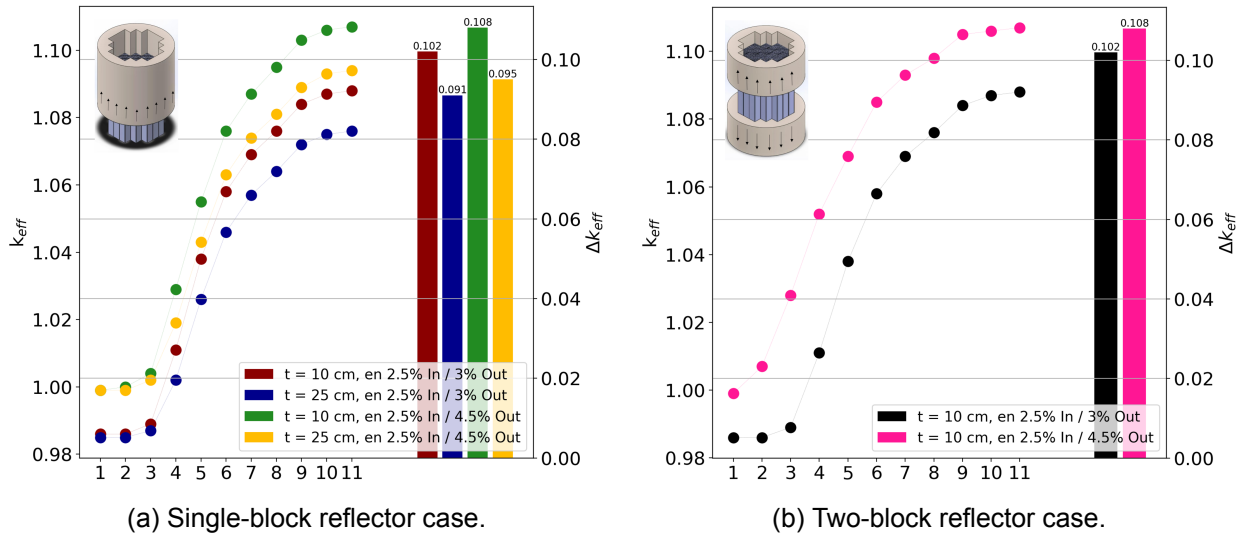 0.102
0.091
0.108
0.095
1.10
1.08
1.06
1.04
1.02
1.00
0.98
k_eff
0.10
0.08
0.06
0.04
0.02
0.00
Δk_eff
t = 10 cm, en 2.5% In / 3% Out
t = 25 cm, en 2.5% In / 3% Out
t = 10 cm, en 2.5% In / 4.5% Out
t = 25 cm, en 2.5% In / 4.5% Out
1 2 3 4 5 6 7 8 9 10 11
(a) Single-block reflector case.
0.102
0.108
1.10
1.08
1.06
1.04
1.02
1.00
0.98
k_eff
0.10
0.08
0.06
0.04
0.02
0.00
Δk_eff
t = 10 cm, en 2.5% In / 3% Out
t = 10 cm, en 2.5% In / 4.5% Out
1 2 3 4 5 6 7 8 9 10 11
(b) Two-block reflector case.